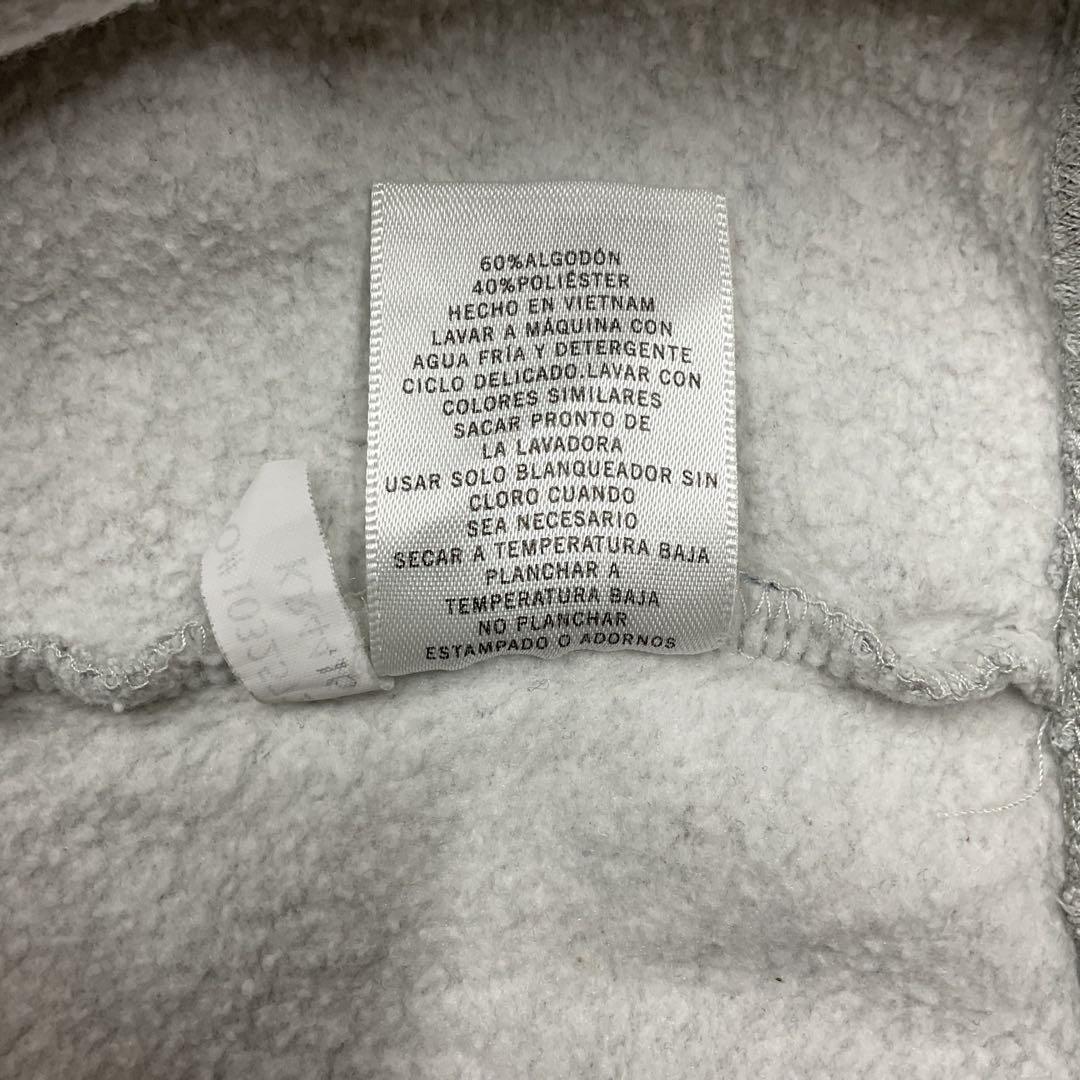 60%ALGODÓN
40%POLIÉSTER
HECHO EN VIETNAM
LAVAR A MÁQUINA CON
AGUA FRÍA Y DETERGENTE
CICLO DELICADO.LAVAR CON
COLORES SIMILARES
SACAR PRONTO DE
LA LAVADORA
USAR SOLO BLANQUEADOR SIN
CLORO CUANDO
SEA NECESARIO
SECAR A TEMPERATURA BAJA
PLANCHAR A
TEMPERATURA BAJA
NO PLANCHAR
ESTAMPADO O ADORNOS